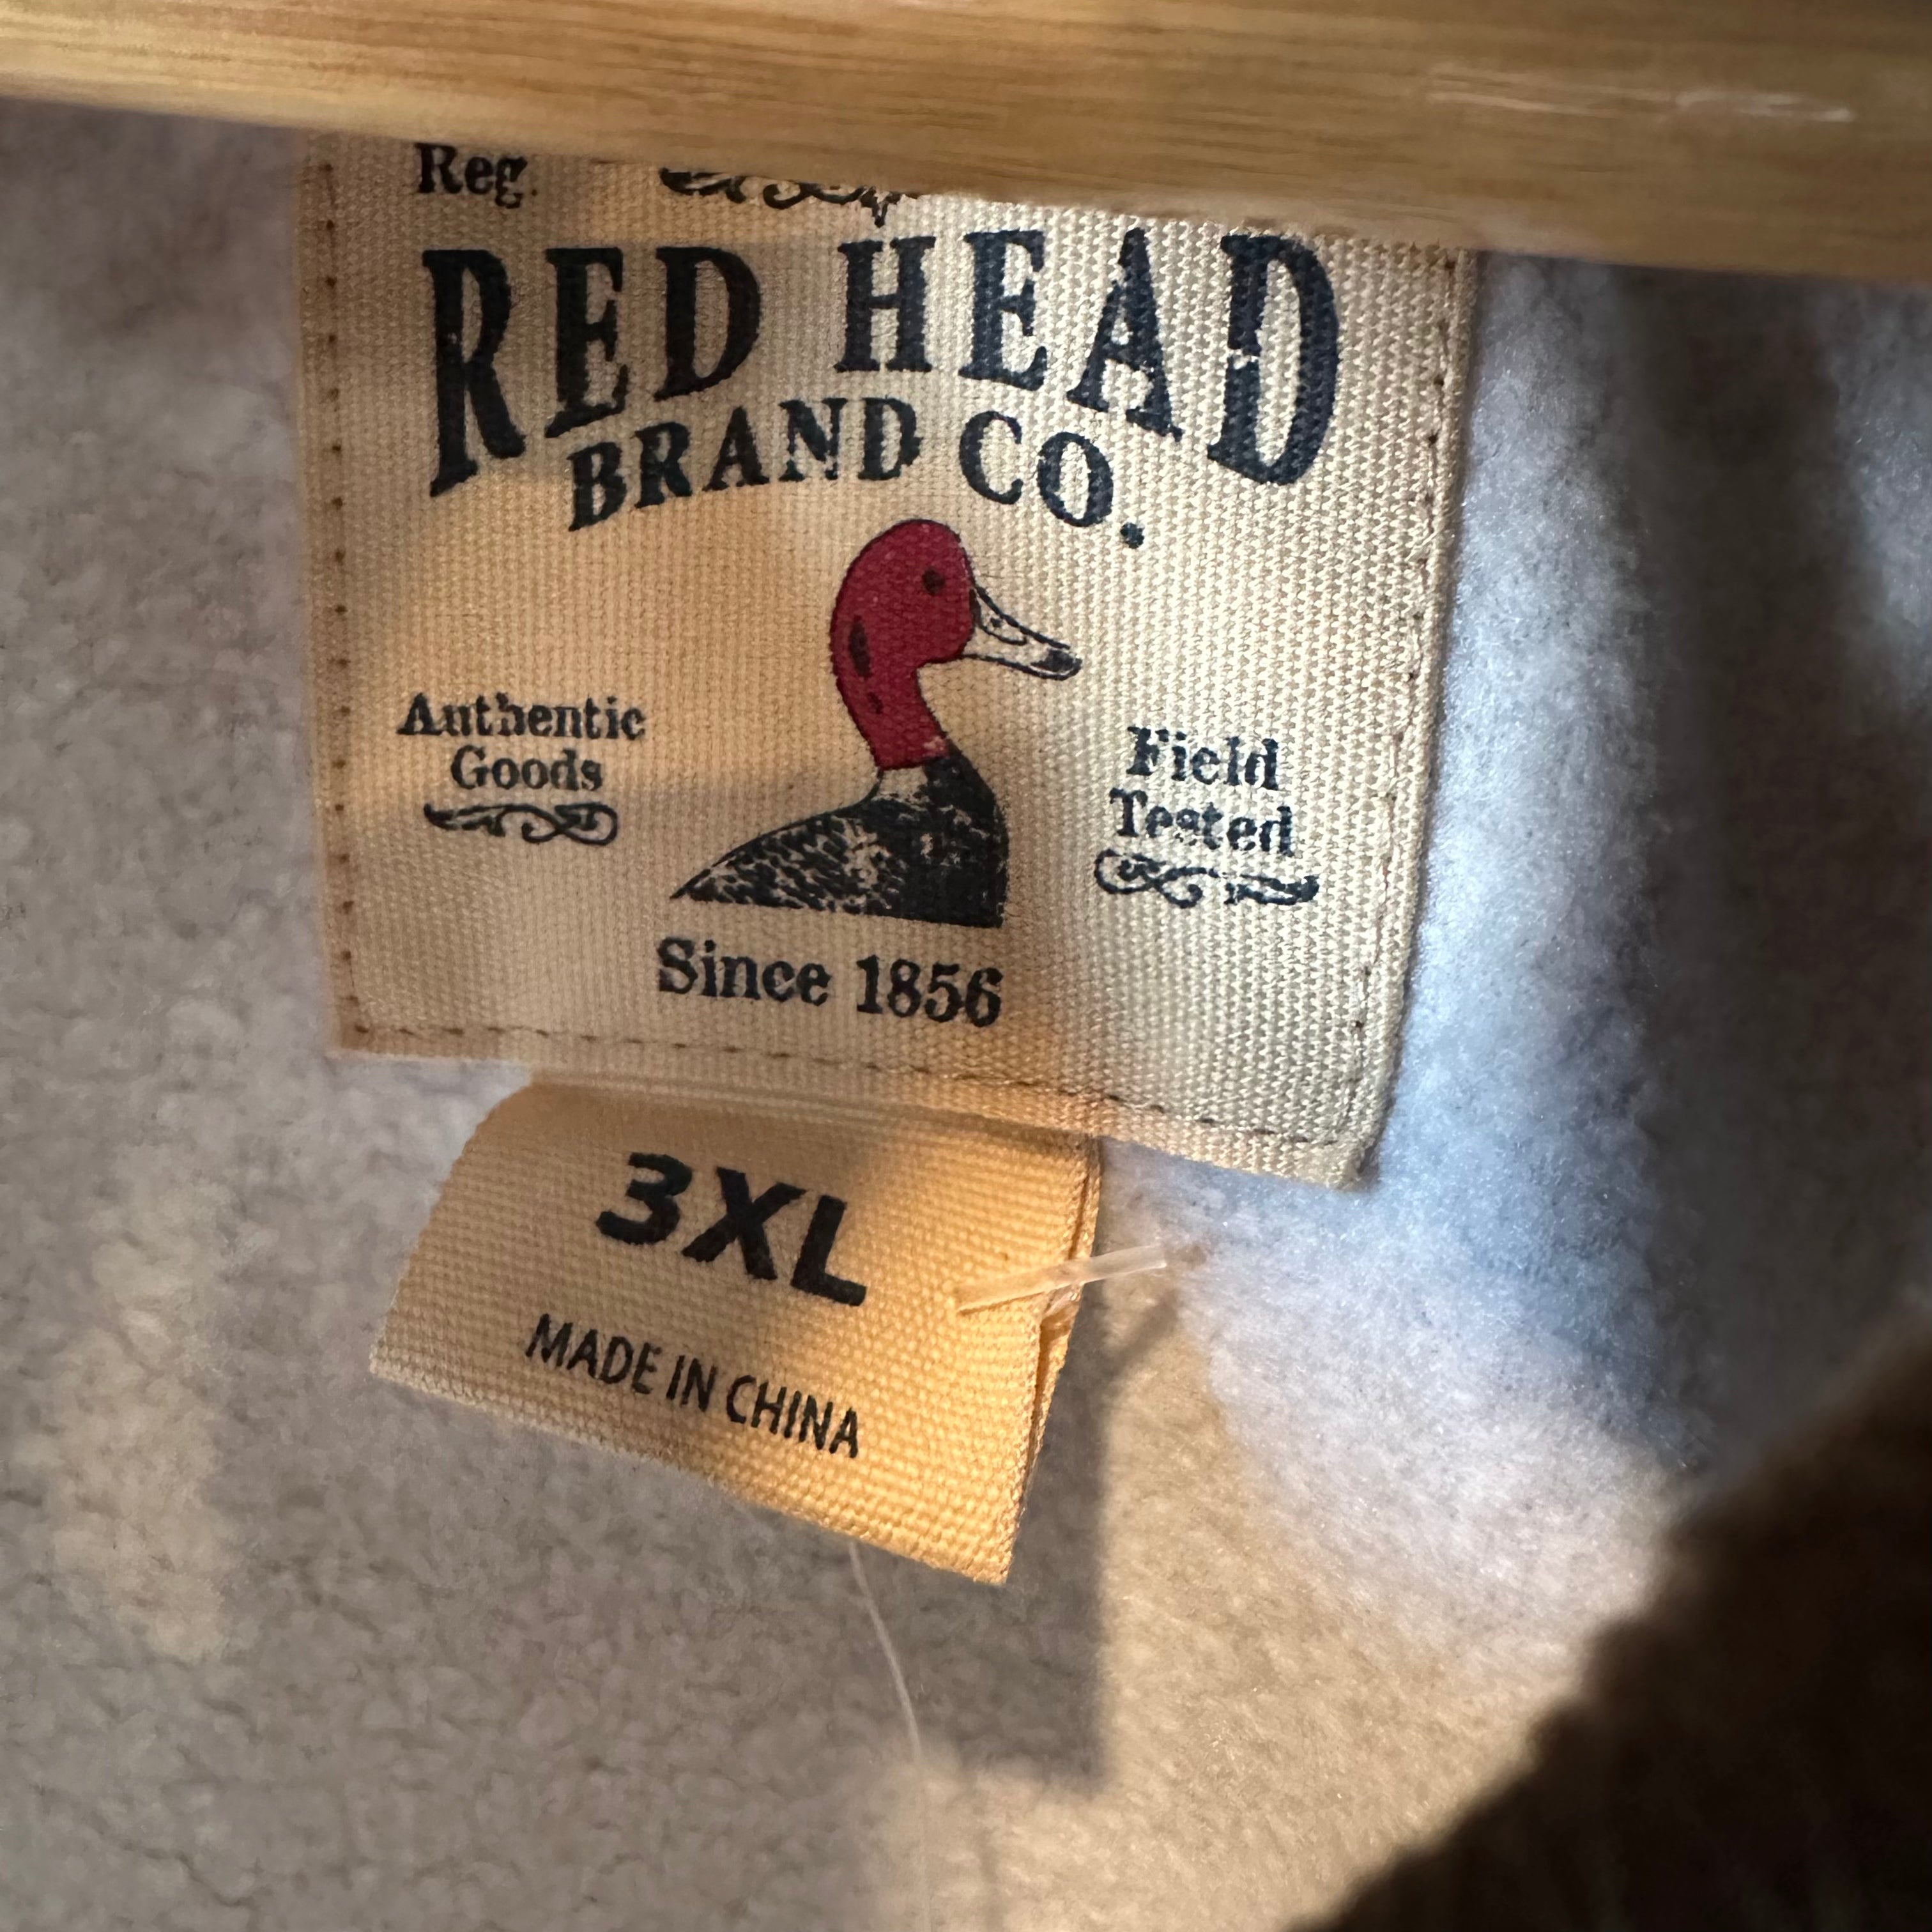 Reg.
RED HEAD
BRAND CO.
Authentic
Goods
Field
Tested
Since 1856
3XL
MADE IN CHINA